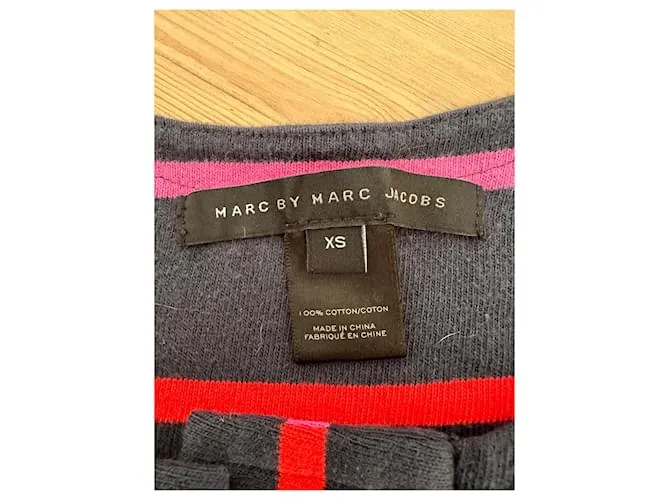 MARC BY MARC JACOBS
XS
100% COTTON/COTON
MADE IN CHINA
FABRIQUÉ EN CHINE